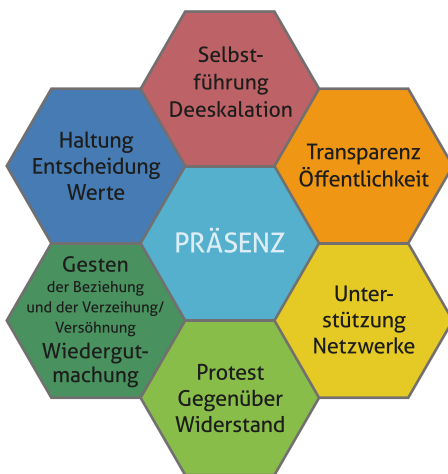 Selbst-
führung
Deeskalation
Haltung
Entscheidung
Werte
Transparenz
Öffentlichkeit
PRÄSENZ
Gesten
der Beziehung
und der Verzeihung/
Versöhnung
Wiedergut-
machung
Unter-
stützung
Netzwerke
Protest
Gegenüber
Widerstand